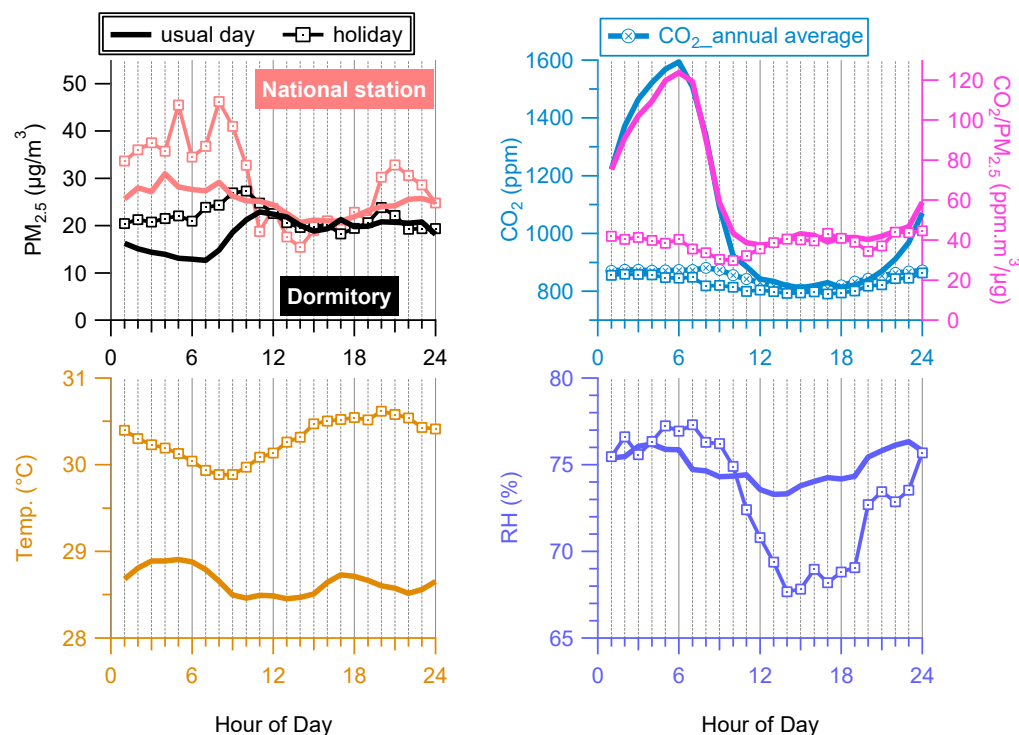 usual day holiday
CO2_annual average
PM2.5 (μg/m3)
50
40
30
20
10
0
National station
Dormitory
0 6 12 18 24
CO2 (ppm)
1600
1400
1200
1000
800
120
100
80
60
40
20
0
CO2/PM2.5 (ppm.m3/μg)
0 6 12 18 24
Temp. (°C)
31
30
29
28
0 6 12 18 24
Hour of Day
RH (%)
80
75
70
65
0 6 12 18 24
Hour of Day